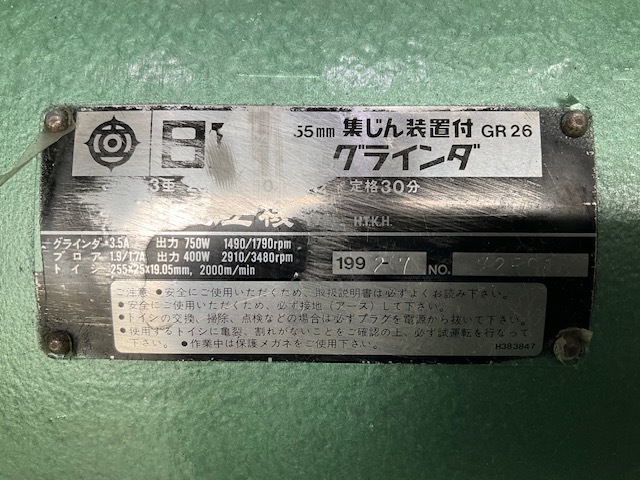 日 55mm 集じん装置付 GR26
グラインダ
3 定格30分
H.T.K.H.
グラインダ 3.5A 出力 750W 1490/1790rpm
ブロア 1.9/1.7A 出力 400W 2910/3480rpm
トイシ 255×25×19.05mm, 2000m/min
199 NO.
ご注意 ●安全にご使用いただくため、取扱説明書は必ずよくお読み下さい。
●安全にご使用いただくため、必ず接地(アース)して下さい。
●トイシの交換、掃除、点検などの場合は必ずプラグを電源から抜いて下さい。
●使用するトイシに亀裂、割れがないことをご確認の上、必ず試運転を行なって
下さい。 ●作業中は保護メガネをご使用下さい。
H383847